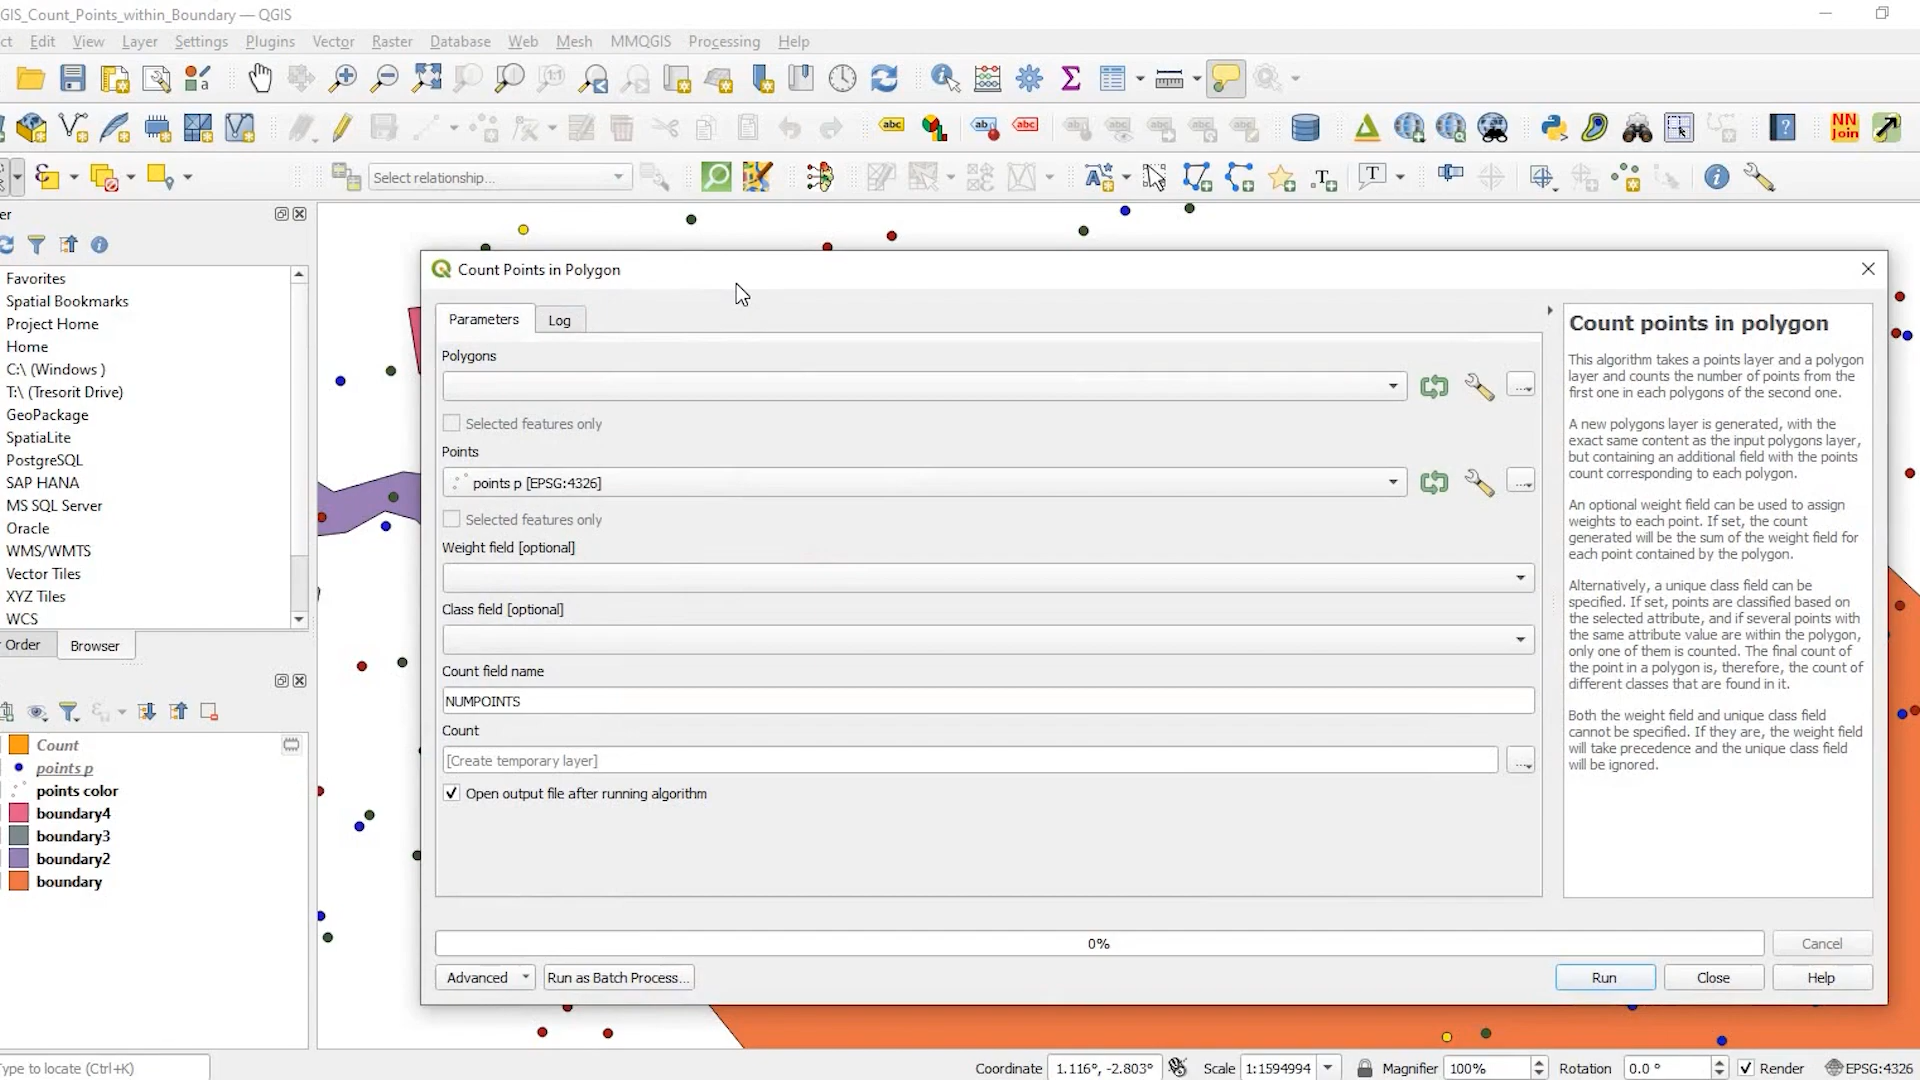 GIS_Count_Points_within_Boundary — QGIS
ct Edit View Layer Settings Plugins Vector Raster Database Web Mesh MMQGIS Processing Help
abc abc abc
NN
Join
Select relationship...
er
Favorites
Spatial Bookmarks
Project Home
Home
C:\ (Windows )
T:\ (Tresorit Drive)
GeoPackage
SpatiaLite
PostgreSQL
SAP HANA
MS SQL Server
Oracle
WMS/WMTS
Vector Tiles
XYZ Tiles
WCS
r Order Browser
Count
points p
points color
boundary4
boundary3
boundary2
boundary
Count Points in Polygon
Parameters Log
Polygons
Selected features only
Points
points p [EPSG:4326]
Selected features only
Weight field [optional]
Class field [optional]
Count field name
NUMPOINTS
Count
[Create temporary layer]
Open output file after running algorithm
Count points in polygon
This algorithm takes a points layer and a polygon
layer and counts the number of points from the
first one in each polygons of the second one.
A new polygons layer is generated, with the
exact same content as the input polygons layer,
but containing an additional field with the points
count corresponding to each polygon.
An optional weight field can be used to assign
weights to each point. If set, the count
generated will be the sum of the weight field for
each point contained by the polygon.
Alternatively, a unique class field can be
specified. If set, points are classified based on
the selected attribute, and if several points with
the same attribute value are within the polygon,
only one of them is counted. The final count of
the point in a polygon is, therefore, the count of
different classes that are found in it.
Both the weight field and unique class field
cannot be specified. If they are, the weight field
will take precedence and the unique class field
will be ignored.
0% Cancel
Advanced Run as Batch Process... Run Close Help
Type to locate (Ctrl+K) Coordinate 1.116°, -2.803° Scale 1:1594994 Magnifier 100% Rotation 0.0 ° Render EPSG:4326